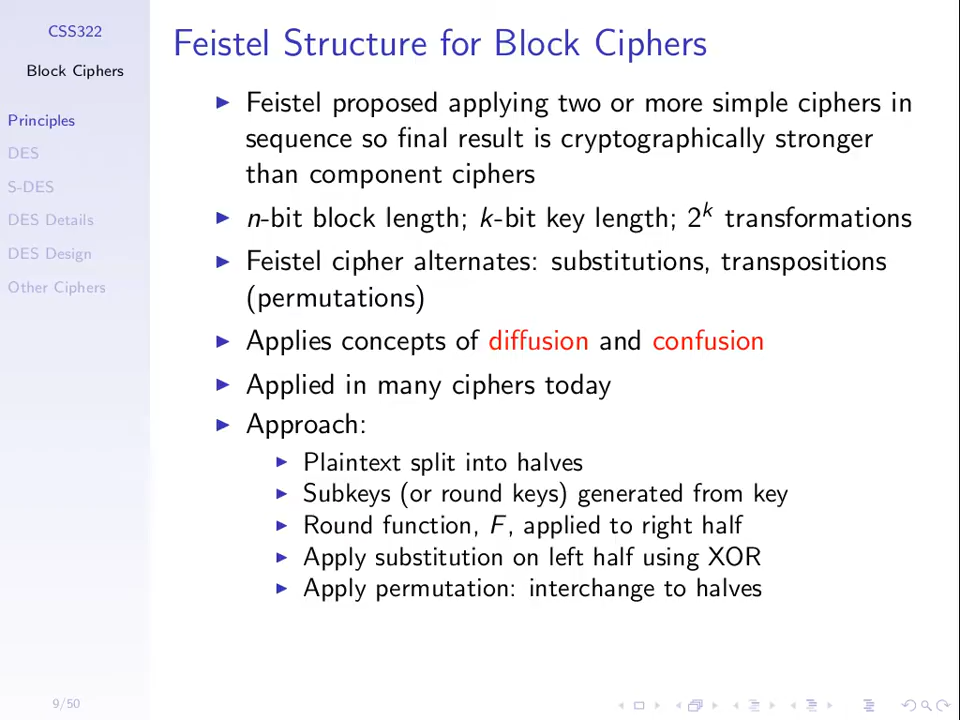 CSS322
Block Ciphers
Principles
DES
S-DES
DES Details
DES Design
Other Ciphers
9/50
Feistel Structure for Block Ciphers
Feistel proposed applying two or more simple ciphers in
sequence so final result is cryptographically stronger
than component ciphers
n-bit block length; k-bit key length; 2^k transformations
Feistel cipher alternates: substitutions, transpositions
(permutations)
Applies concepts of diffusion and confusion
Applied in many ciphers today
Approach:
Plaintext split into halves
Subkeys (or round keys) generated from key
Round function, F, applied to right half
Apply substitution on left half using XOR
Apply permutation: interchange to halves